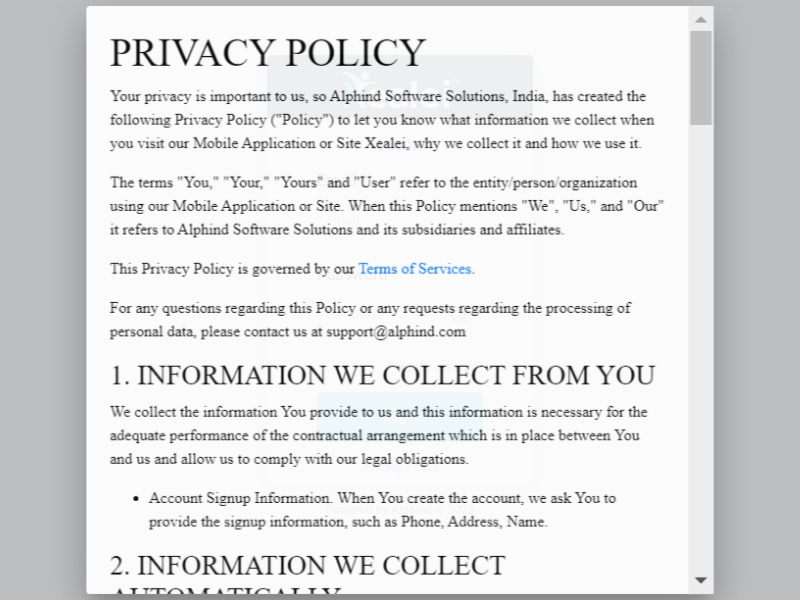 PRIVACY POLICY
Your privacy is important to us, so Alphind Software Solutions, India, has created the
following Privacy Policy ("Policy") to let you know what information we collect when
you visit our Mobile Application or Site Xealei, why we collect it and how we use it.
The terms "You," "Your," "Yours" and "User" refer to the entity/person/organization
using our Mobile Application or Site. When this Policy mentions "We", "Us," and "Our"
it refers to Alphind Software Solutions and its subsidiaries and affiliates.
This Privacy Policy is governed by our Terms of Services.
For any questions regarding this Policy or any requests regarding the processing of
personal data, please contact us at support@alphind.com
1. INFORMATION WE COLLECT FROM YOU
We collect the information You provide to us and this information is necessary for the
adequate performance of the contractual arrangement which is in place between You
and us and allow us to comply with our legal obligations.
• Account Signup Information. When You create the account, we ask You to
provide the signup information, such as Phone, Address, Name.
2. INFORMATION WE COLLECT
AUTOMATICALLY